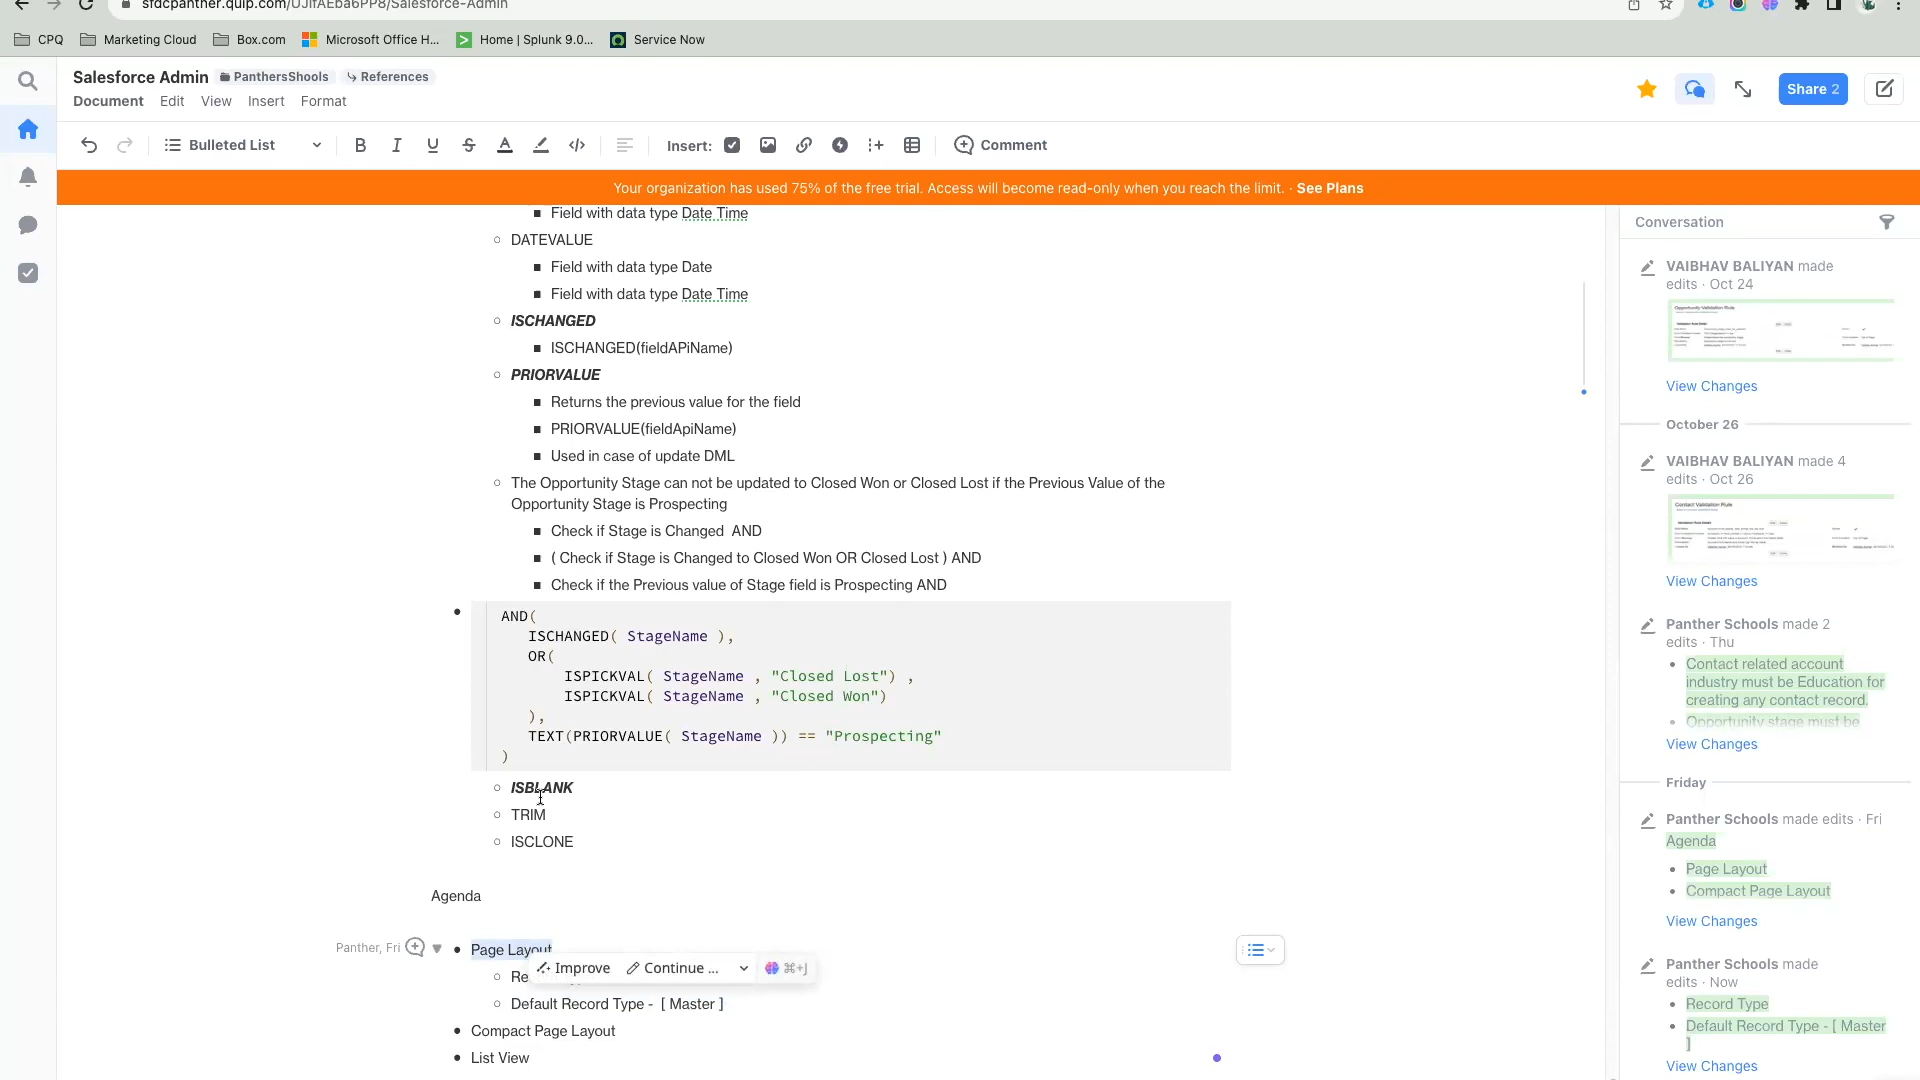 sfdcpanther.quip.com/UJlfAEba6PP8/Salesforce-Admin
CPQ
Marketing Cloud
Box.com
Microsoft Office H...
Home | Splunk 9.0...
Service Now
Salesforce Admin
PanthersShools
References
Document
Edit
View
Insert
Format
Share 2
Bulleted List
Insert:
Comment
Your organization has used 75% of the free trial. Access will become read-only when you reach the limit. · See Plans
Field with data type Date Time
DATEVALUE
Field with data type Date
Field with data type Date Time
ISCHANGED
ISCHANGED(fieldAPiName)
PRIORVALUE
Returns the previous value for the field
PRIORVALUE(fieldApiName)
Used in case of update DML
The Opportunity Stage can not be updated to Closed Won or Closed Lost if the Previous Value of the
Opportunity Stage is Prospecting
Check if Stage is Changed AND
( Check if Stage is Changed to Closed Won OR Closed Lost ) AND
Check if the Previous value of Stage field is Prospecting AND
AND(
ISCHANGED( StageName ),
OR(
ISPICKVAL( StageName , "Closed Lost") ,
ISPICKVAL( StageName , "Closed Won")
),
TEXT(PRIORVALUE( StageName )) == "Prospecting"
)
ISBLANK
TRIM
ISCLONE
Agenda
Panther, Fri
Page Layout
Improve
Continue ...
⌘+J
Re
Default Record Type - [ Master ]
Compact Page Layout
List View
Conversation
VAIBHAV BALIYAN made
edits · Oct 24
Opportunity Validation Rule
View Changes
October 26
VAIBHAV BALIYAN made 4
edits · Oct 26
Contact Validation Rule
View Changes
Panther Schools made 2
edits · Thu
Contact related account
industry must be Education for
creating any contact record.
Opportunity stage must be
View Changes
Friday
Panther Schools made edits · Fri
Agenda
Page Layout
Compact Page Layout
View Changes
Panther Schools made
edits · Now
Record Type
Default Record Type - [ Master
]
View Changes